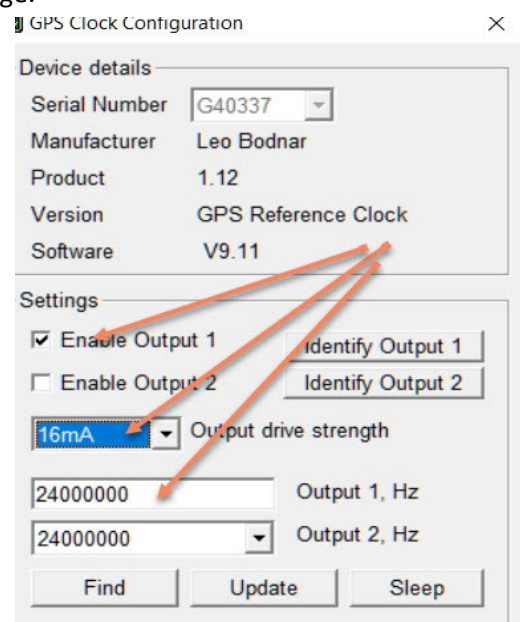 ge.
GPS Clock Configuration
Device details
Serial Number G40337
Manufacturer Leo Bodnar
Product 1.12
Version GPS Reference Clock
Software V9.11
Settings
Enable Output 1 Identify Output 1
Enable Output 2 Identify Output 2
16mA Output drive strength
24000000 Output 1, Hz
24000000 Output 2, Hz
Find Update Sleep